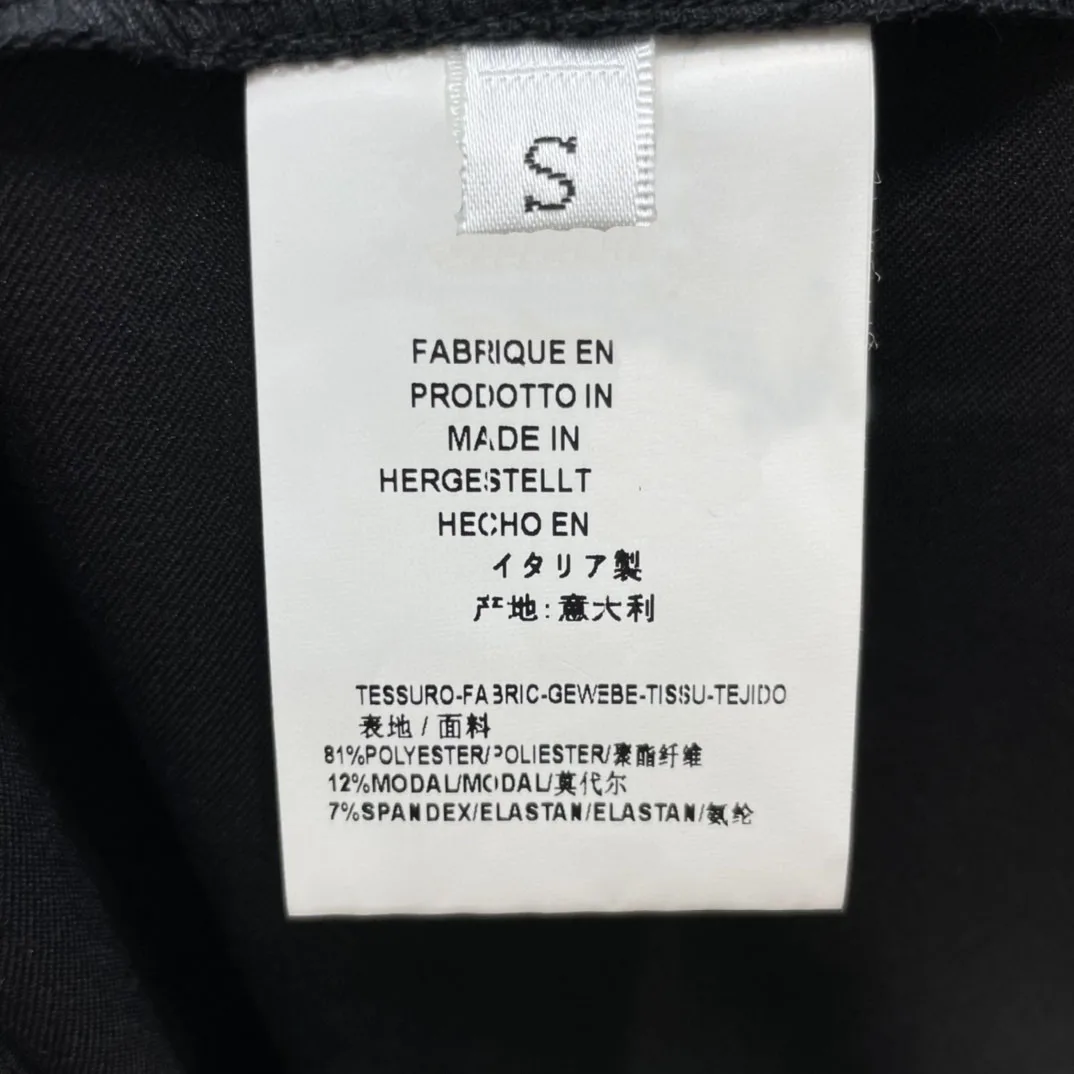 S
FABRIQUE EN
PRODOTTO IN
MADE IN
HERGESTELLT
HECHO EN
イタリア製
产地:意大利
TESSURO-FABRIC-GEWEBE-TISSU-TEJIDO
表地 / 面料
81%POLYESTER/POLIESTER/聚酯纤维
12%MODAL/MODAL/莫代尔
7%SPANDEX/ELASTAN/ELASTAN/氨纶